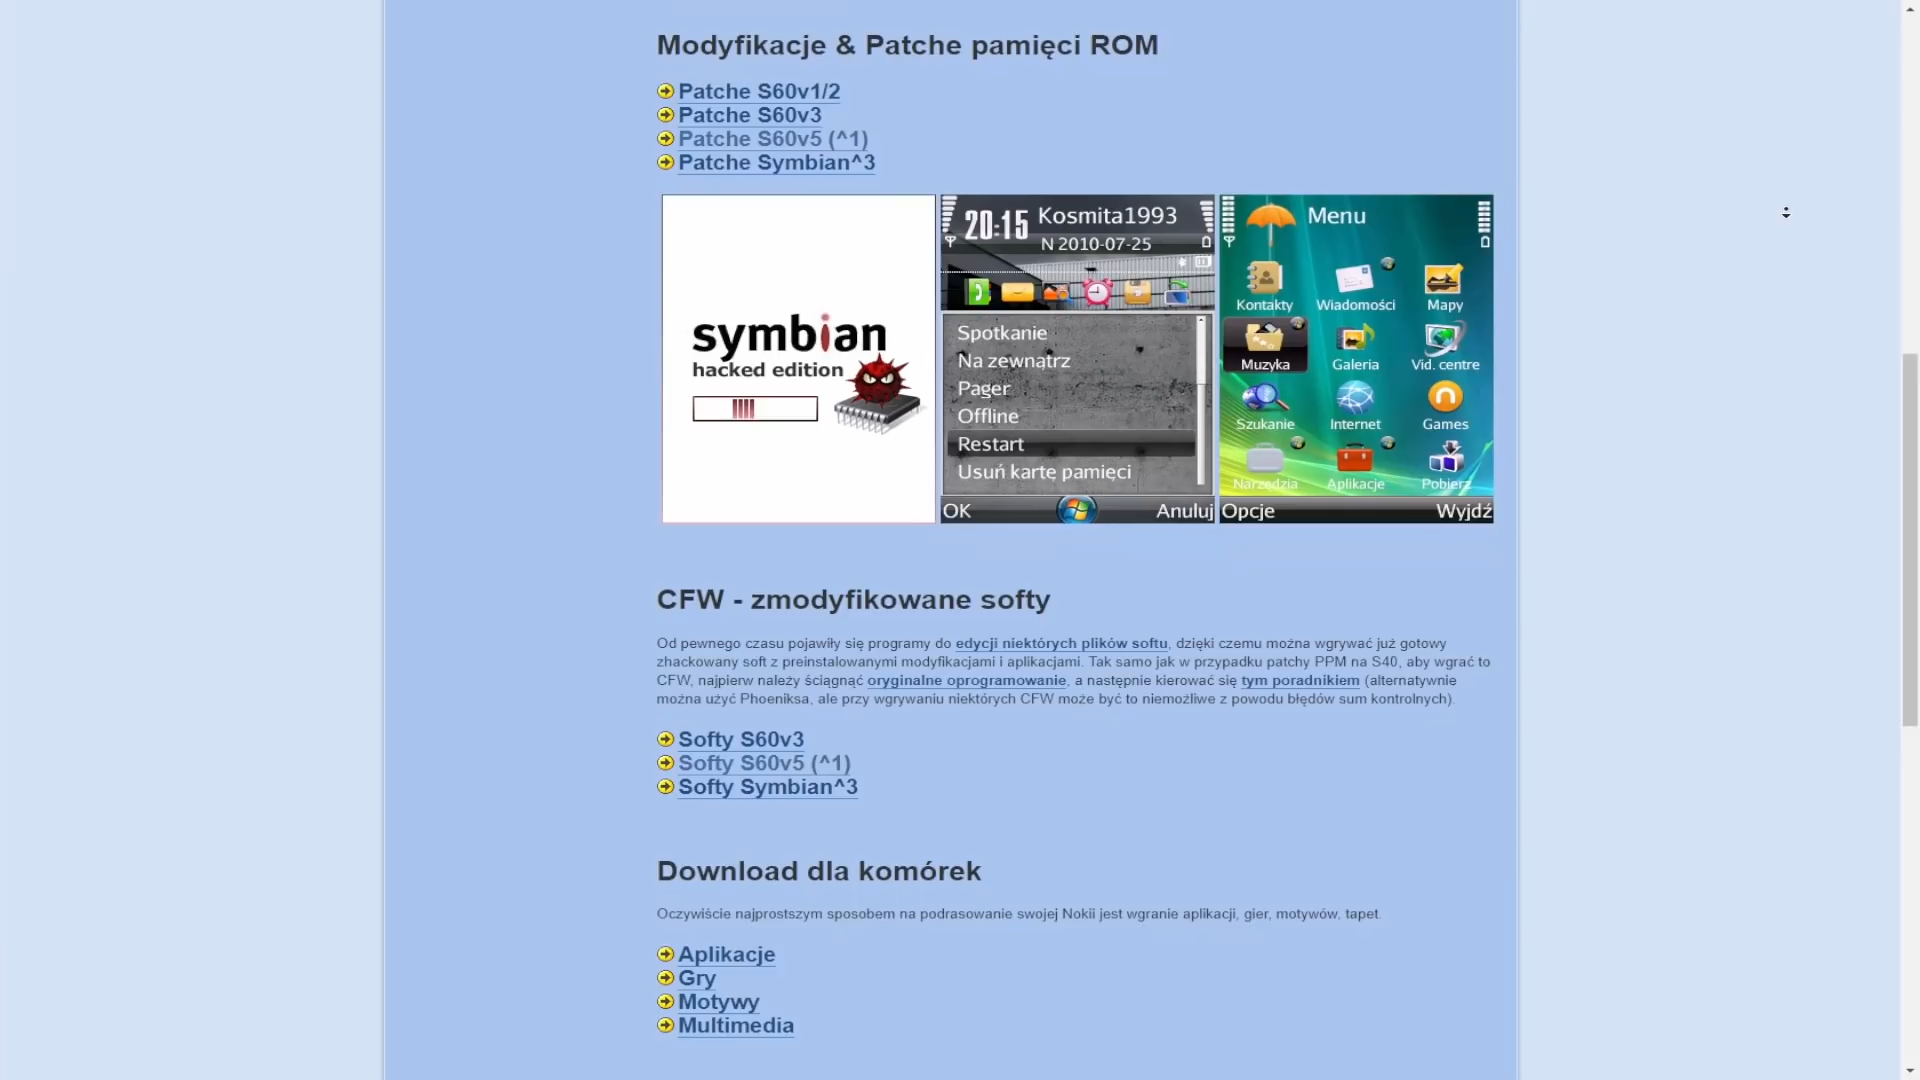 Modyfikacje & Patche pamięci ROM
Patche S60v1/2
Patche S60v3
Patche S60v5 (^1)
Patche Symbian^3
symbian
hacked edition
20:15 Kosmita1993
N 2010-07-25
Spotkanie
Na zewnątrz
Pager
Offline
Restart
Usuń kartę pamięci
OK Anuluj
Menu
Kontakty Wiadomości Mapy
Muzyka Galeria Vid. centre
Szukanie Internet Games
Narzędzia Aplikacje Pobierz
Opcje Wyjdź
CFW - zmodyfikowane softy
Od pewnego czasu pojawiły się programy do edycji niektórych plików softu, dzięki czemu można wgrywać już gotowy
zhackowany soft z preinstalowanymi modyfikacjami i aplikacjami. Tak samo jak w przypadku patchy PPM na S40, aby wgrać to
CFW, najpierw należy ściągnąć oryginalne oprogramowanie, a następnie kierować się tym poradnikiem (alternatywnie
można użyć Phoeniksa, ale przy wgrywaniu niektórych CFW może być to niemożliwe z powodu błędów sum kontrolnych).
Softy S60v3
Softy S60v5 (^1)
Softy Symbian^3
Download dla komórek
Oczywiście najprostszym sposobem na podrasowanie swojej Nokii jest wgranie aplikacji, gier, motywów, tapet.
Aplikacje
Gry
Motywy
Multimedia